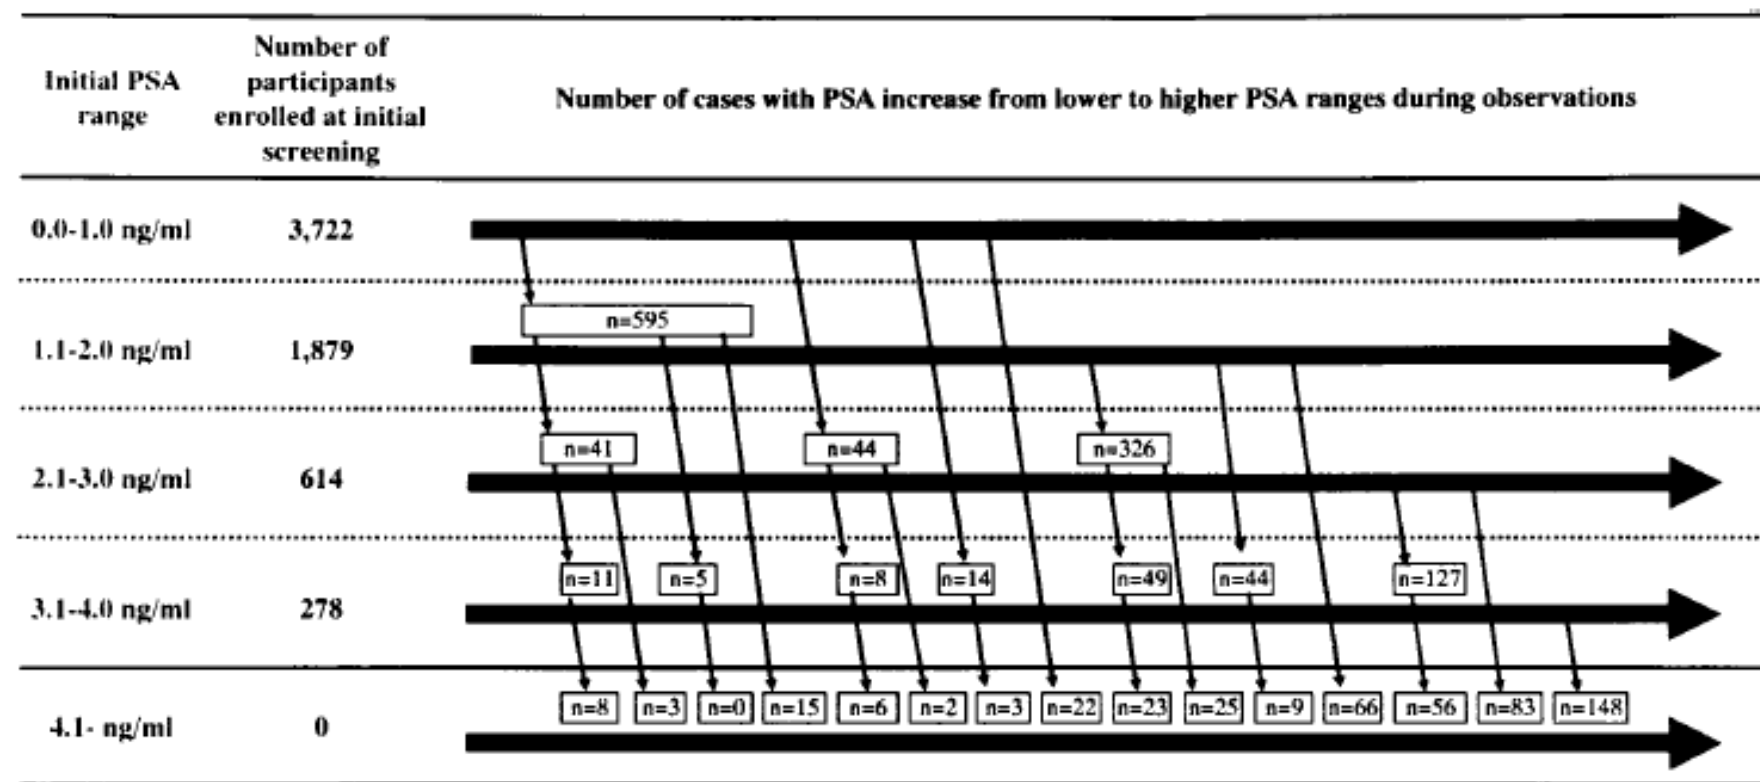 Initial PSA
range
Number of
participants
enrolled at initial
screening
Number of cases with PSA increase from lower to higher PSA ranges during observations
0.0-1.0 ng/ml 3,722
n=595
1.1-2.0 ng/ml 1,879
n=41 n=44 n=326
2.1-3.0 ng/ml 614
n=11 n=5 n=8 n=14 n=49 n=44 n=127
3.1-4.0 ng/ml 278
n=8 n=3 n=0 n=15 n=6 n=2 n=3 n=22 n=23 n=25 n=9 n=66 n=56 n=83 n=148
4.1- ng/ml 0